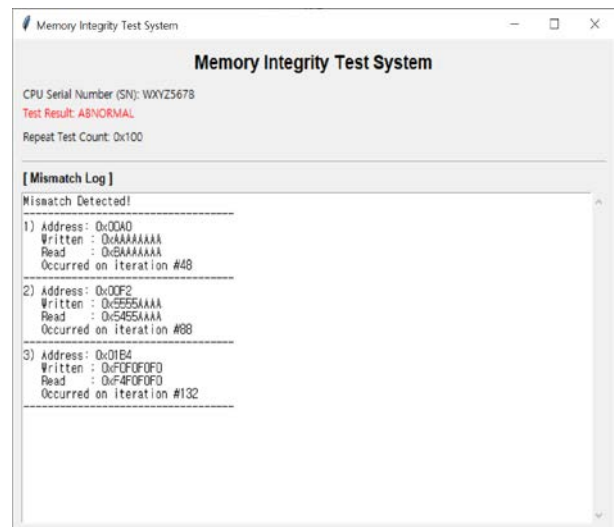 Memory Integrity Test System
Memory Integrity Test System
CPU Serial Number (SN): WXYZ5678
Test Result: ABNORMAL
Repeat Test Count: 0x100
[ Mismatch Log ]
Mismatch Detected!
----------------------------------
1) Address: 0x00A0
Written : 0xAAAAAAAA
Read : 0xBAAAAAAA
Occurred on iteration #48
----------------------------------
2) Address: 0x00F2
Written : 0x5555AAAA
Read : 0x5455AAAA
Occurred on iteration #88
----------------------------------
3) Address: 0x01B4
Written : 0xF0F0F0F0
Read : 0xF4F0F0F0
Occurred on iteration #132
----------------------------------